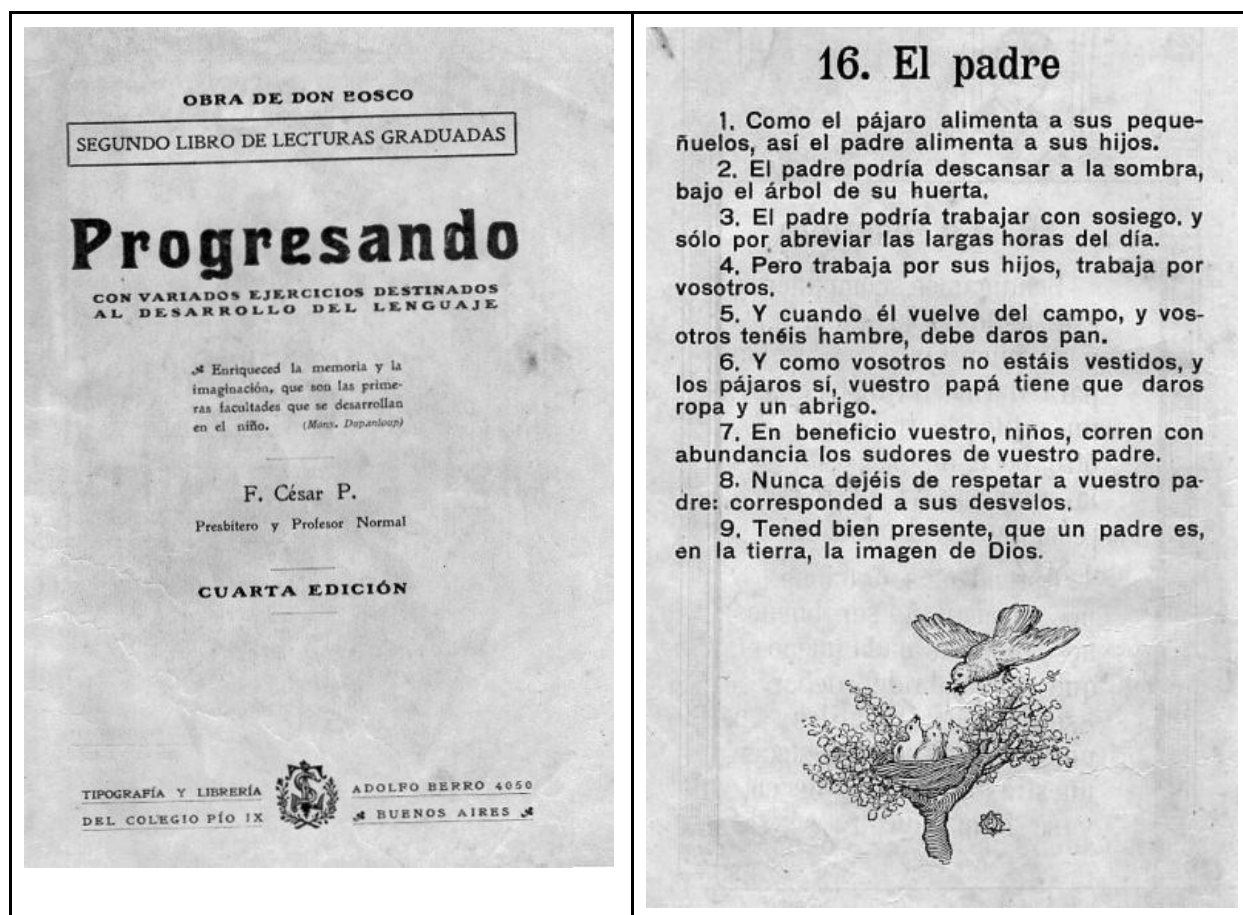 OBRA DE DON BOSCO
SEGUNDO LIBRO DE LECTURAS GRADUADAS
Progresando
CON VARIADOS EJERCICIOS DESTINADOS
AL DESARROLLO DEL LENGUAJE
Enriqueced la memoria y la
imaginación, que son las prime-
ras facultades que se desarrollan
en el niño. (Mons. Dupanloup)
F. César P.
Presbítero y Profesor Normal
CUARTA EDICIÓN
TIPOGRAFÍA Y LIBRERÍA
DEL COLEGIO PÍO IX
ADOLFO BERRO 4050
BUENOS AIRES
16. El padre
1. Como el pájaro alimenta a sus peque-
ñuelos, así el padre alimenta a sus hijos.
2. El padre podría descansar a la sombra,
bajo el árbol de su huerta.
3. El padre podría trabajar con sosiego, y
sólo por abreviar las largas horas del día.
4. Pero trabaja por sus hijos, trabaja por
vosotros.
5. Y cuando él vuelve del campo, y vos-
otros tenéis hambre, debe daros pan.
6. Y como vosotros no estáis vestidos, y
los pájaros sí, vuestro papá tiene que daros
ropa y un abrigo.
7. En beneficio vuestro, niños, corren con
abundancia los sudores de vuestro padre.
8. Nunca dejéis de respetar a vuestro pa-
dre: corresponded a sus desvelos.
9. Tened bien presente, que un padre es,
en la tierra, la imagen de Dios.